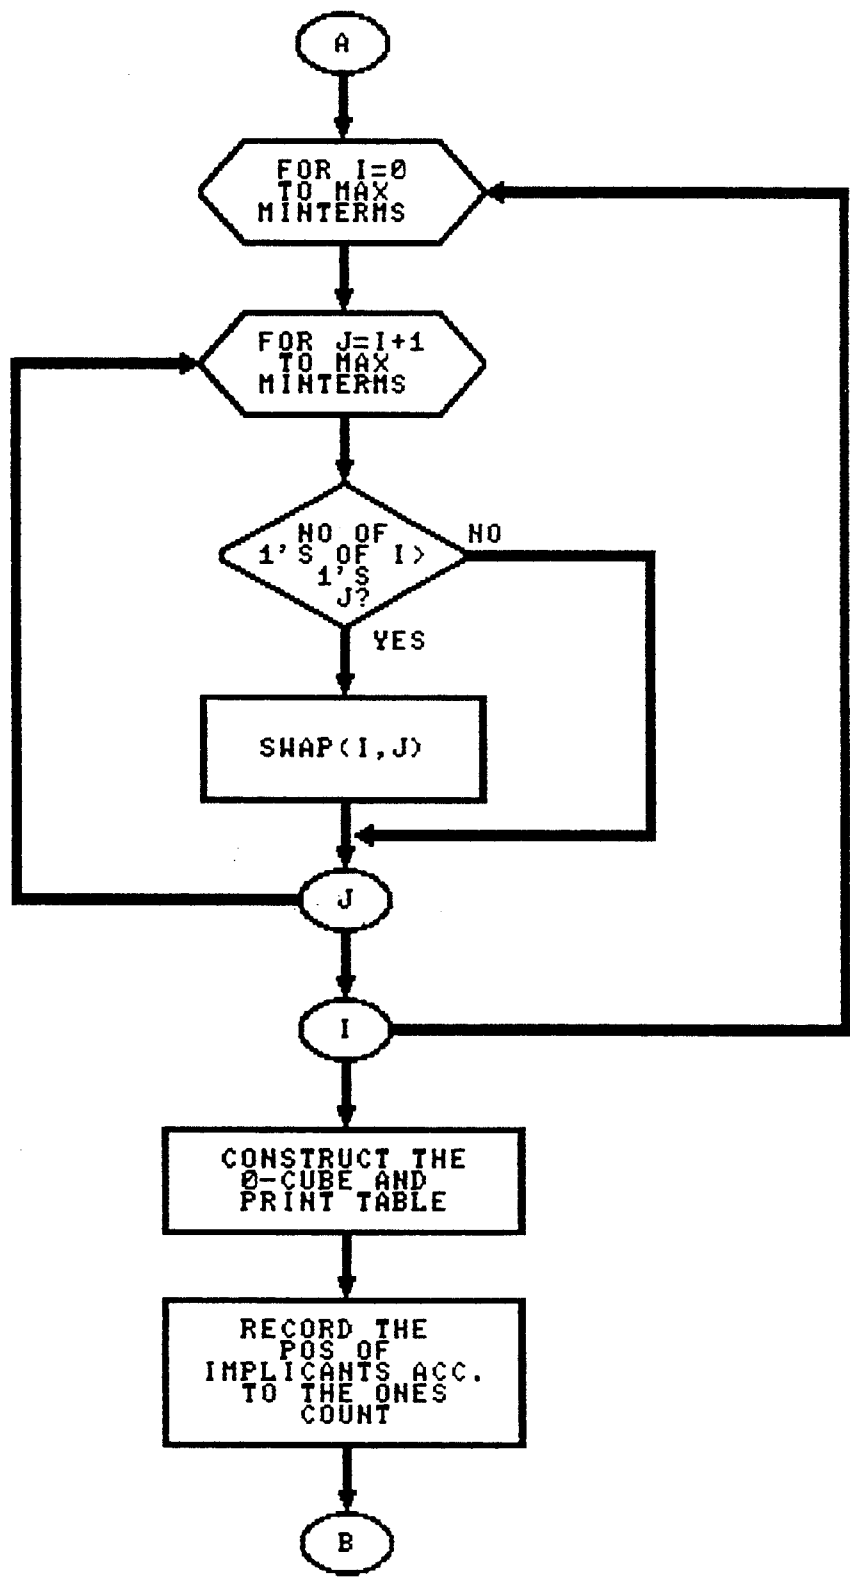 A
FOR I=0
TO MAX
MINTERMS
FOR J=I+1
TO MAX
MINTERMS
NO OF
1'S OF I>
1'S
J?
NO
YES
SWAP(I,J)
J
I
CONSTRUCT THE
0-CUBE AND
PRINT TABLE
RECORD THE
POS OF
IMPLICANTS ACC.
TO THE ONES
COUNT
B